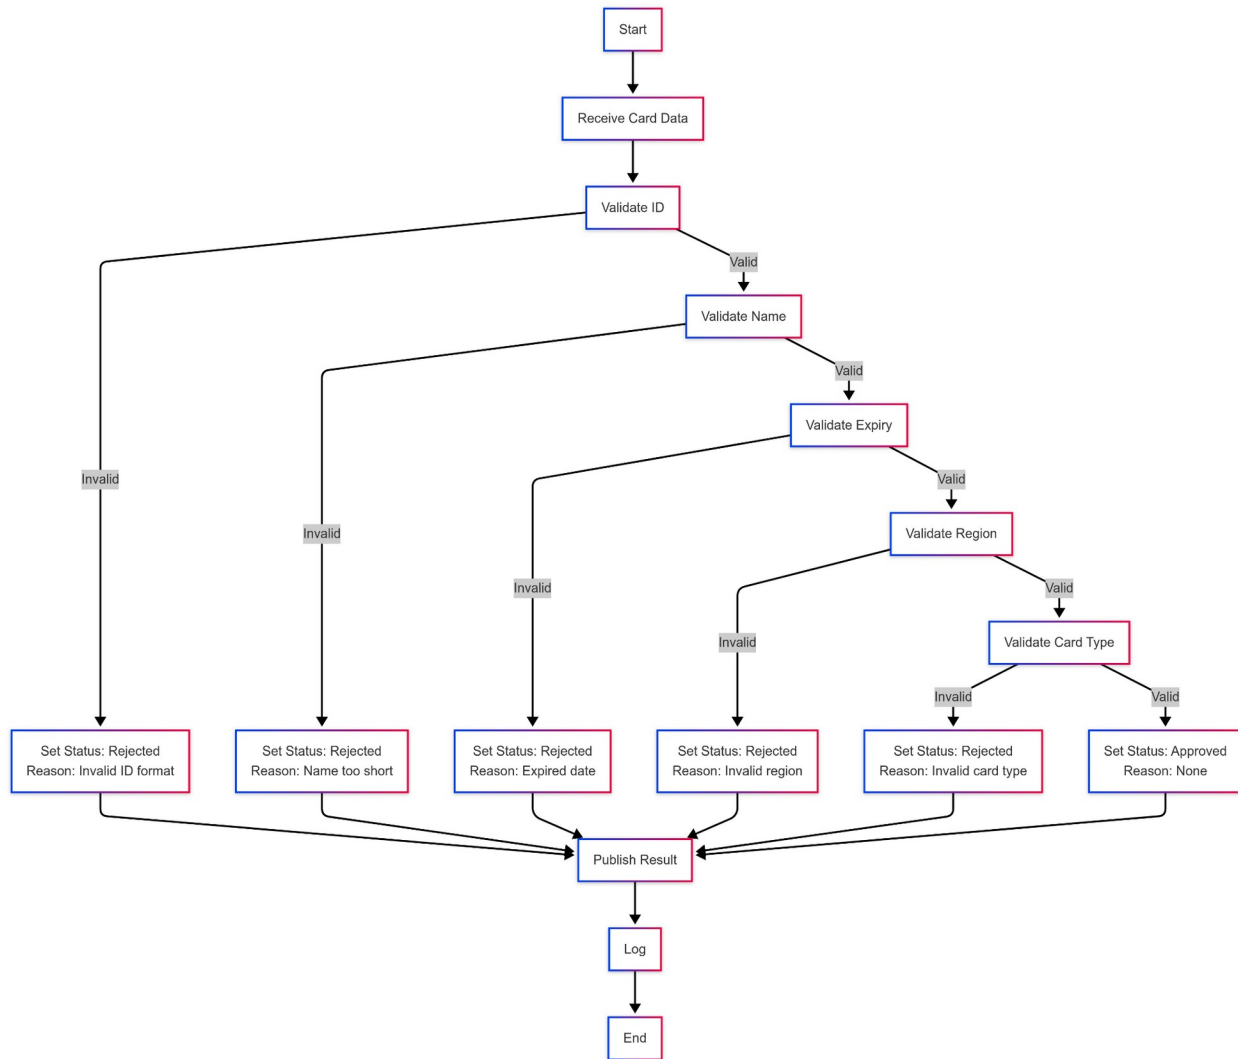 Start
Receive Card Data
Validate ID
Valid
Validate Name
Valid
Validate Expiry
Invalid
Valid
Validate Region
Invalid
Invalid
Valid
Invalid
Validate Card Type
Invalid
Valid
Set Status: Rejected
Reason: Invalid ID format
Set Status: Rejected
Reason: Name too short
Set Status: Rejected
Reason: Expired date
Set Status: Rejected
Reason: Invalid region
Set Status: Rejected
Reason: Invalid card type
Set Status: Approved
Reason: None
Publish Result
Log
End